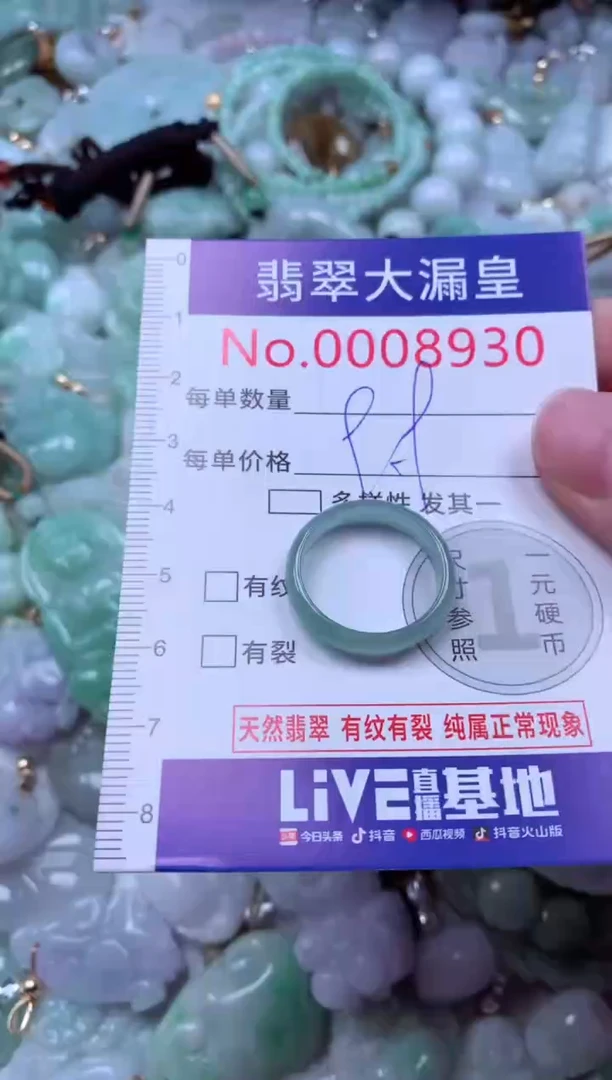 0
翡翠大漏皇
1
No.0008930
2
每单数量
3
每单价格
4
多样性 发其一
5
有纹
尺寸参照
1
一元硬币
6
有裂
7
天然翡翠 有纹有裂 纯属正常现象
8
LiVE直播基地
头条 今日头条 抖音 西瓜视频 抖音火山版